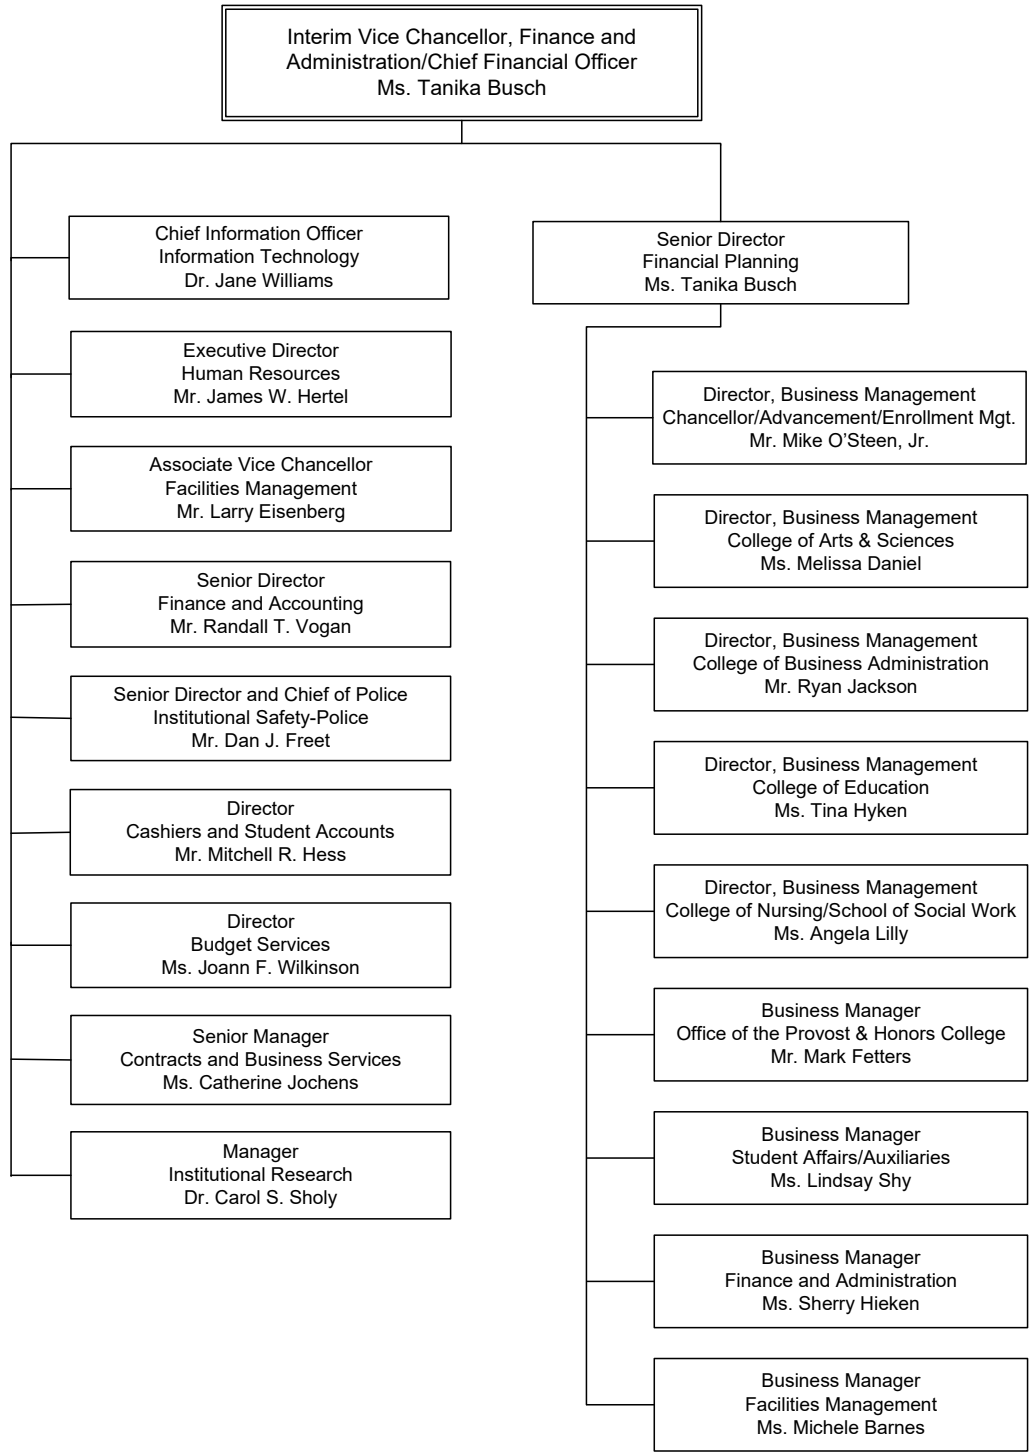 Interim Vice Chancellor, Finance and
Administration/Chief Financial Officer
Ms. Tanika Busch
Chief Information Officer
Information Technology
Dr. Jane Williams
Executive Director
Human Resources
Mr. James W. Hertel
Associate Vice Chancellor
Facilities Management
Mr. Larry Eisenberg
Senior Director
Finance and Accounting
Mr. Randall T. Vogan
Senior Director and Chief of Police
Institutional Safety-Police
Mr. Dan J. Freet
Director
Cashiers and Student Accounts
Mr. Mitchell R. Hess
Director
Budget Services
Ms. Joann F. Wilkinson
Senior Manager
Contracts and Business Services
Ms. Catherine Jochens
Manager
Institutional Research
Dr. Carol S. Sholy
Senior Director
Financial Planning
Ms. Tanika Busch
Director, Business Management
Chancellor/Advancement/Enrollment Mgt.
Mr. Mike O’Steen, Jr.
Director, Business Management
College of Arts & Sciences
Ms. Melissa Daniel
Director, Business Management
College of Business Administration
Mr. Ryan Jackson
Director, Business Management
College of Education
Ms. Tina Hyken
Director, Business Management
College of Nursing/School of Social Work
Ms. Angela Lilly
Business Manager
Office of the Provost & Honors College
Mr. Mark Fetters
Business Manager
Student Affairs/Auxiliaries
Ms. Lindsay Shy
Business Manager
Finance and Administration
Ms. Sherry Hieken
Business Manager
Facilities Management
Ms. Michele Barnes